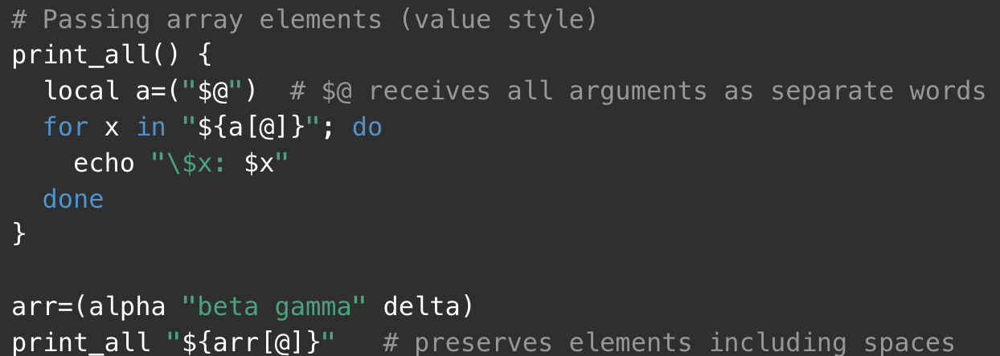 # Passing array elements (value style)
print_all() {
  local a=("$@")  # $@ receives all arguments as separate words
  for x in "${a[@]}"; do
    echo "\$x: $x"
  done
}

arr=(alpha "beta gamma" delta)
print_all "${arr[@]}"   # preserves elements including spaces